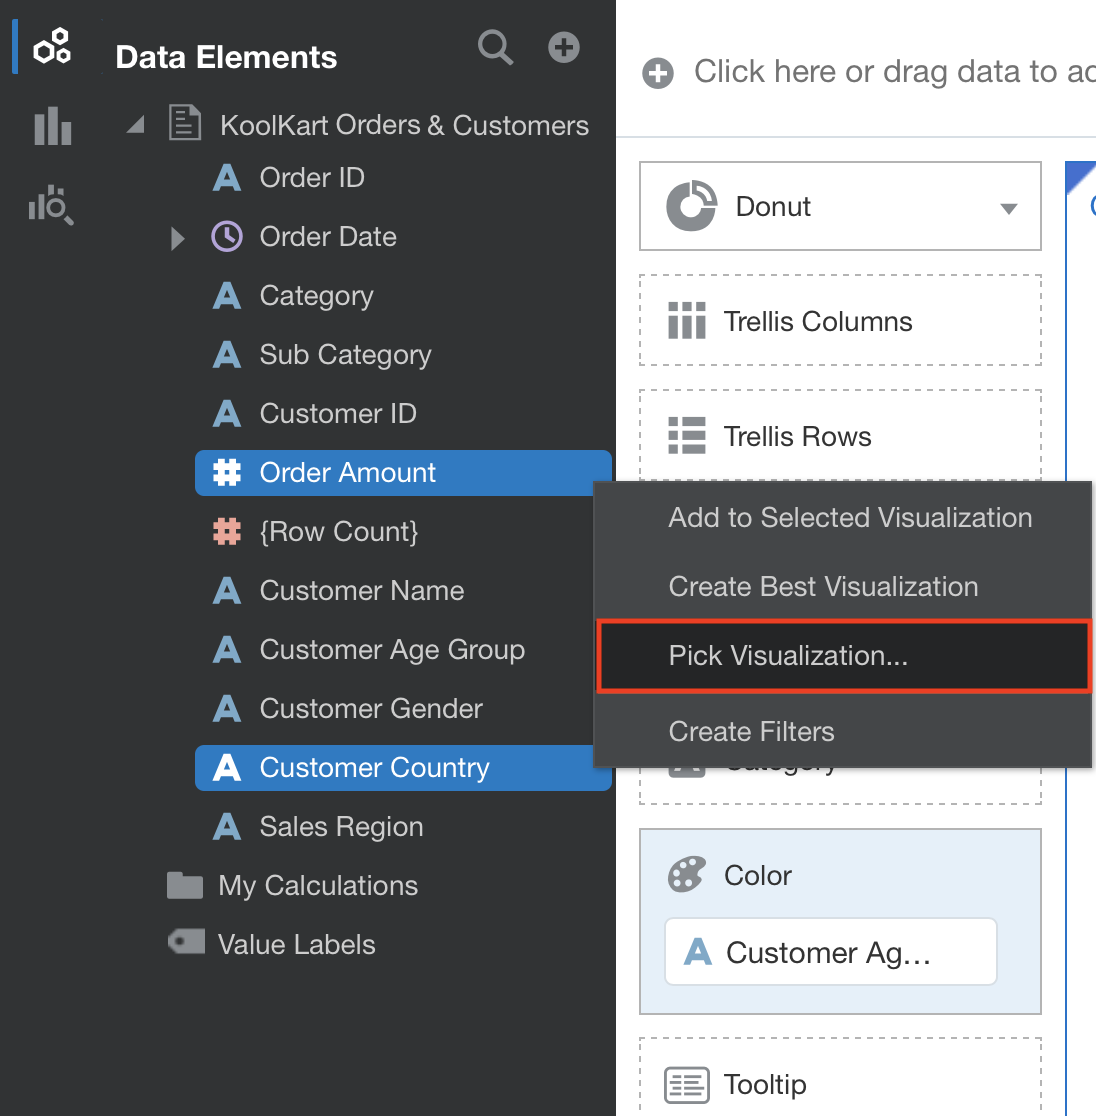 Data Elements
KoolKart Orders & Customers
Order ID
Order Date
Category
Sub Category
Customer ID
Order Amount
{Row Count}
Customer Name
Customer Age Group
Customer Gender
Customer Country
Sales Region
My Calculations
Value Labels
Click here or drag data to
Donut
Trellis Columns
Trellis Rows
Add to Selected Visualization
Create Best Visualization
Pick Visualization...
Create Filters
Category
Color
Customer Ag...
Tooltip